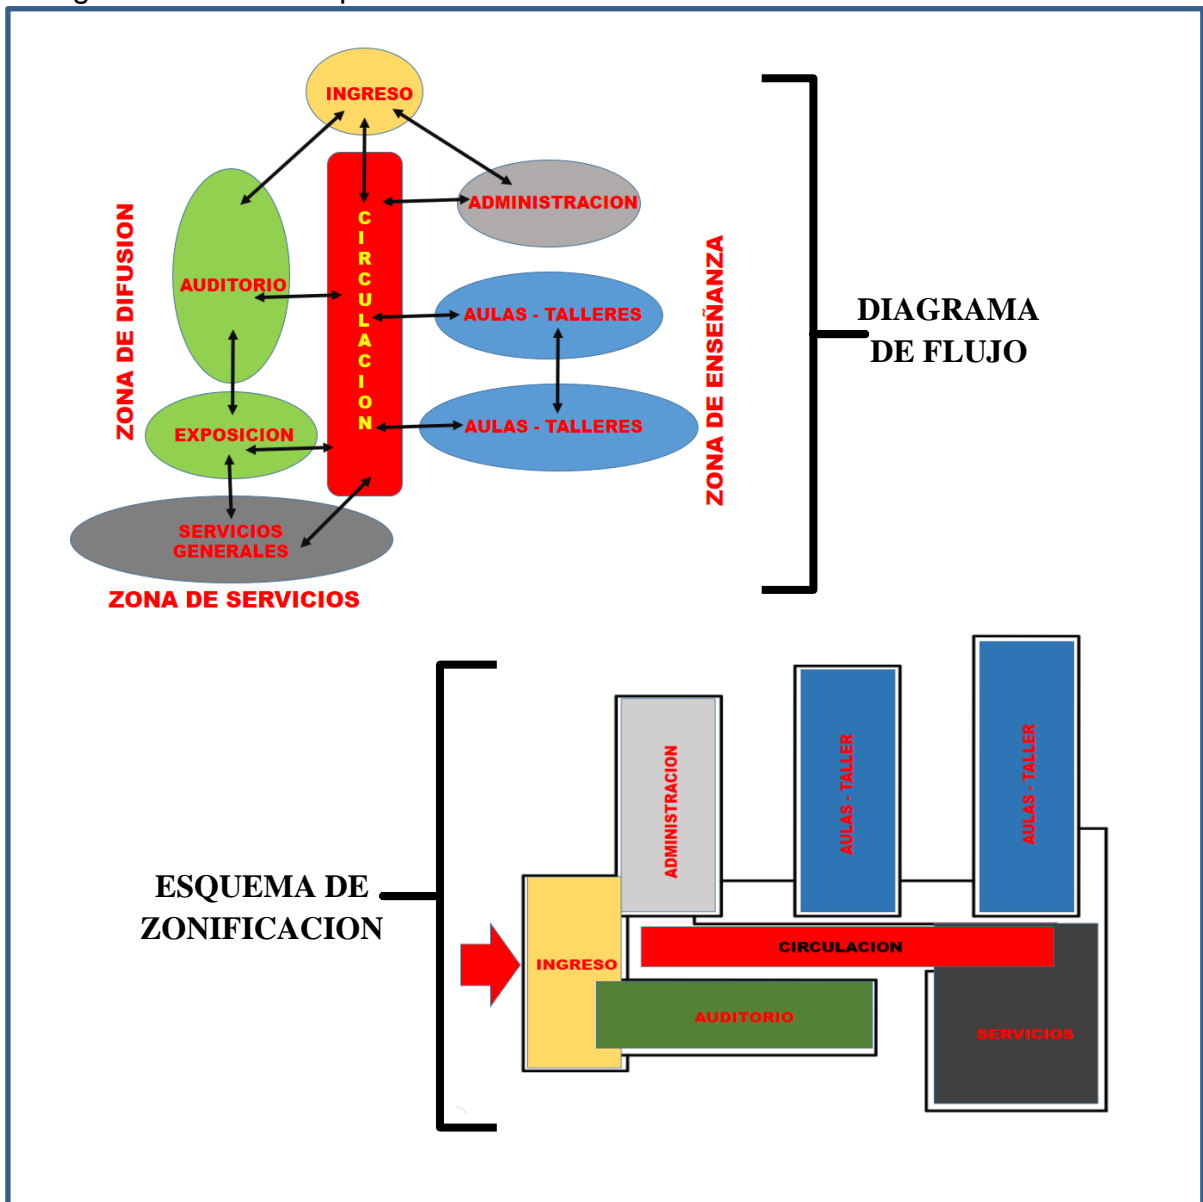 INGRESO
ADMINISTRACION
CIRCULACION
AUDITORIO
AULAS - TALLERES
AULAS - TALLERES
EXPOSICION
SERVICIOS
GENERALES
ZONA DE DIFUSION
ZONA DE ENSEÑANZA
ZONA DE SERVICIOS
DIAGRAMA
DE FLUJO
ESQUEMA DE
ZONIFICACION
ADMINISTRACION
AULAS - TALLER
AULAS - TALLER
INGRESO
CIRCULACION
AUDITORIO
SERVICIOS